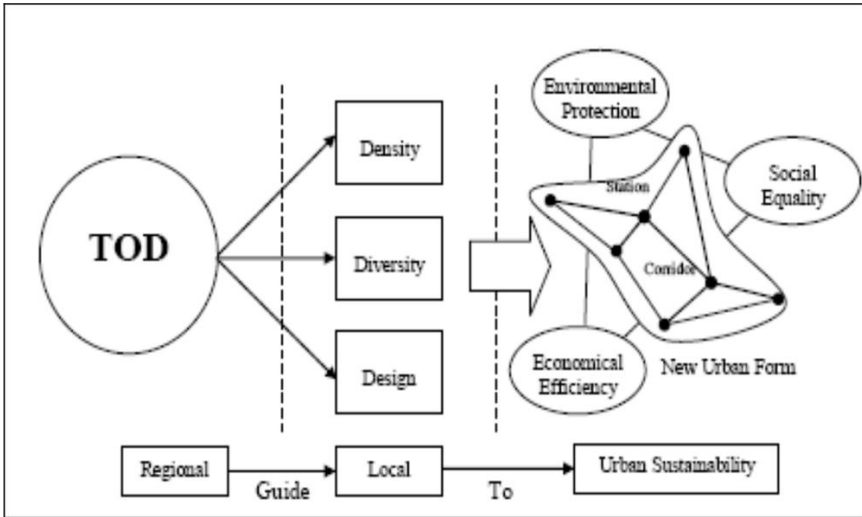 TOD
Density
Diversity
Design
Environmental
Protection
Social
Equality
Station
Corridor
Economical
Efficiency
New Urban Form
Regional
Guide
Local
To
Urban Sustainability